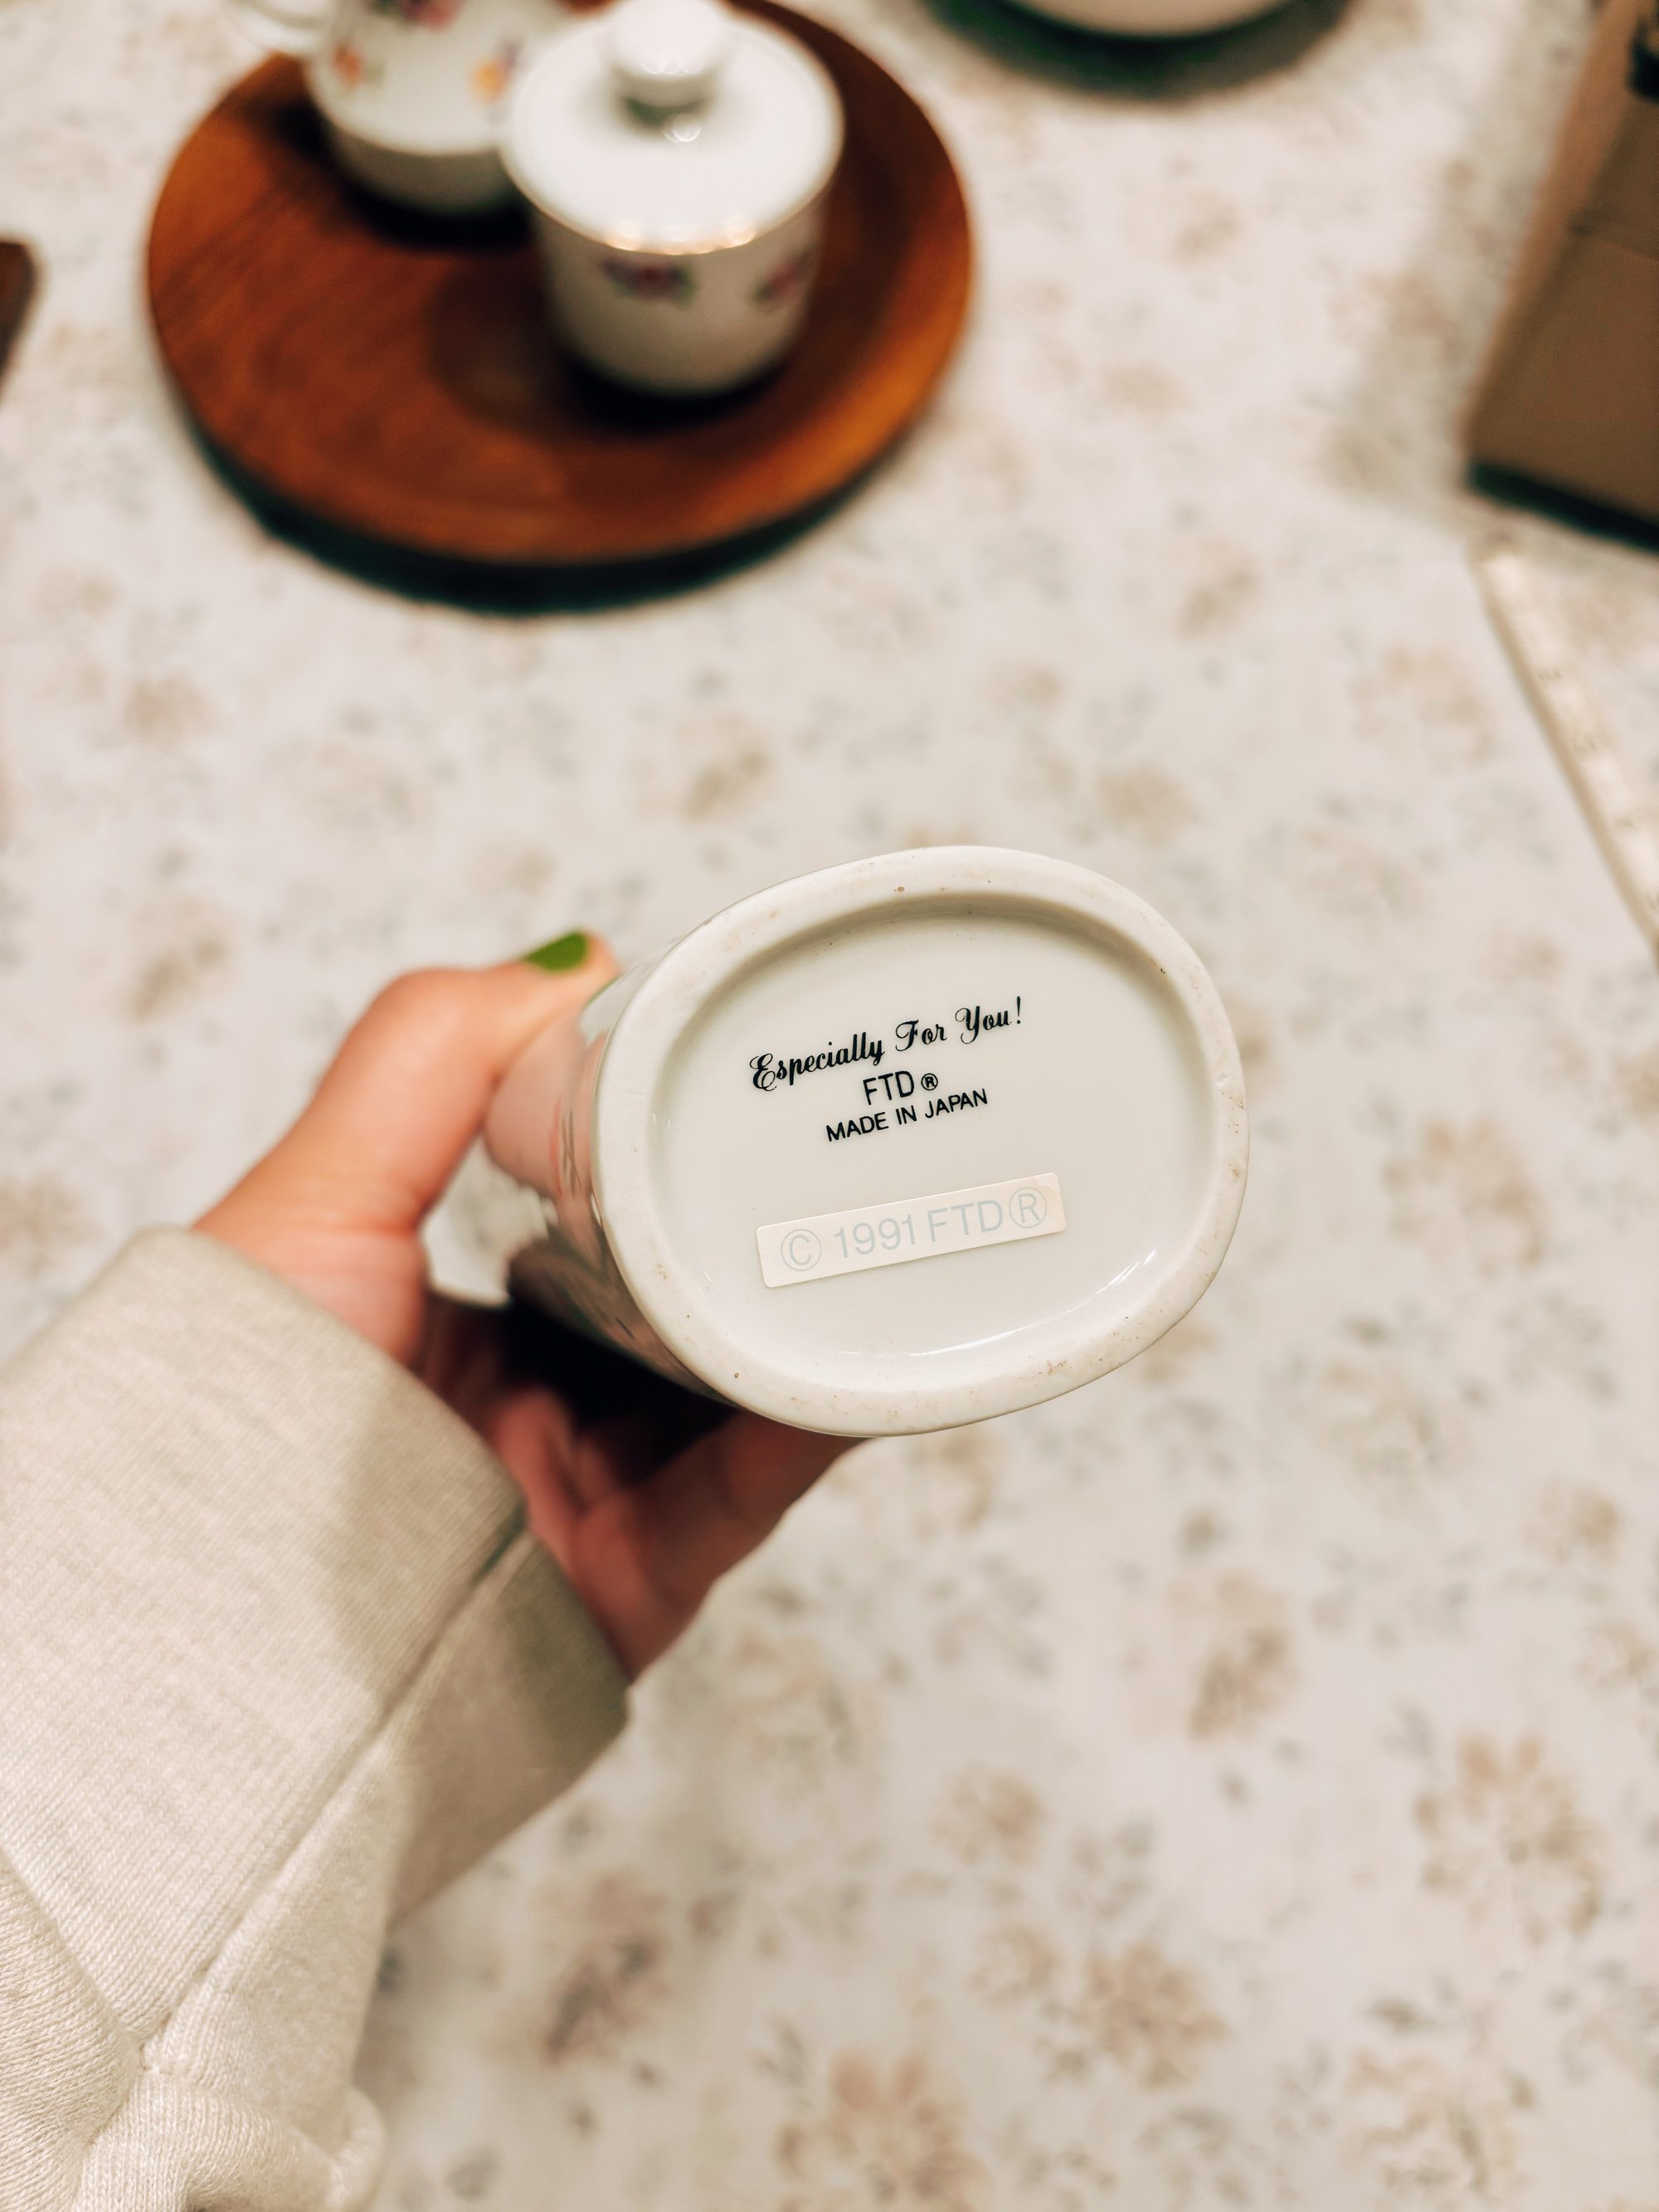 Especially For You!
FTD®
MADE IN JAPAN
© 1991 FTD®